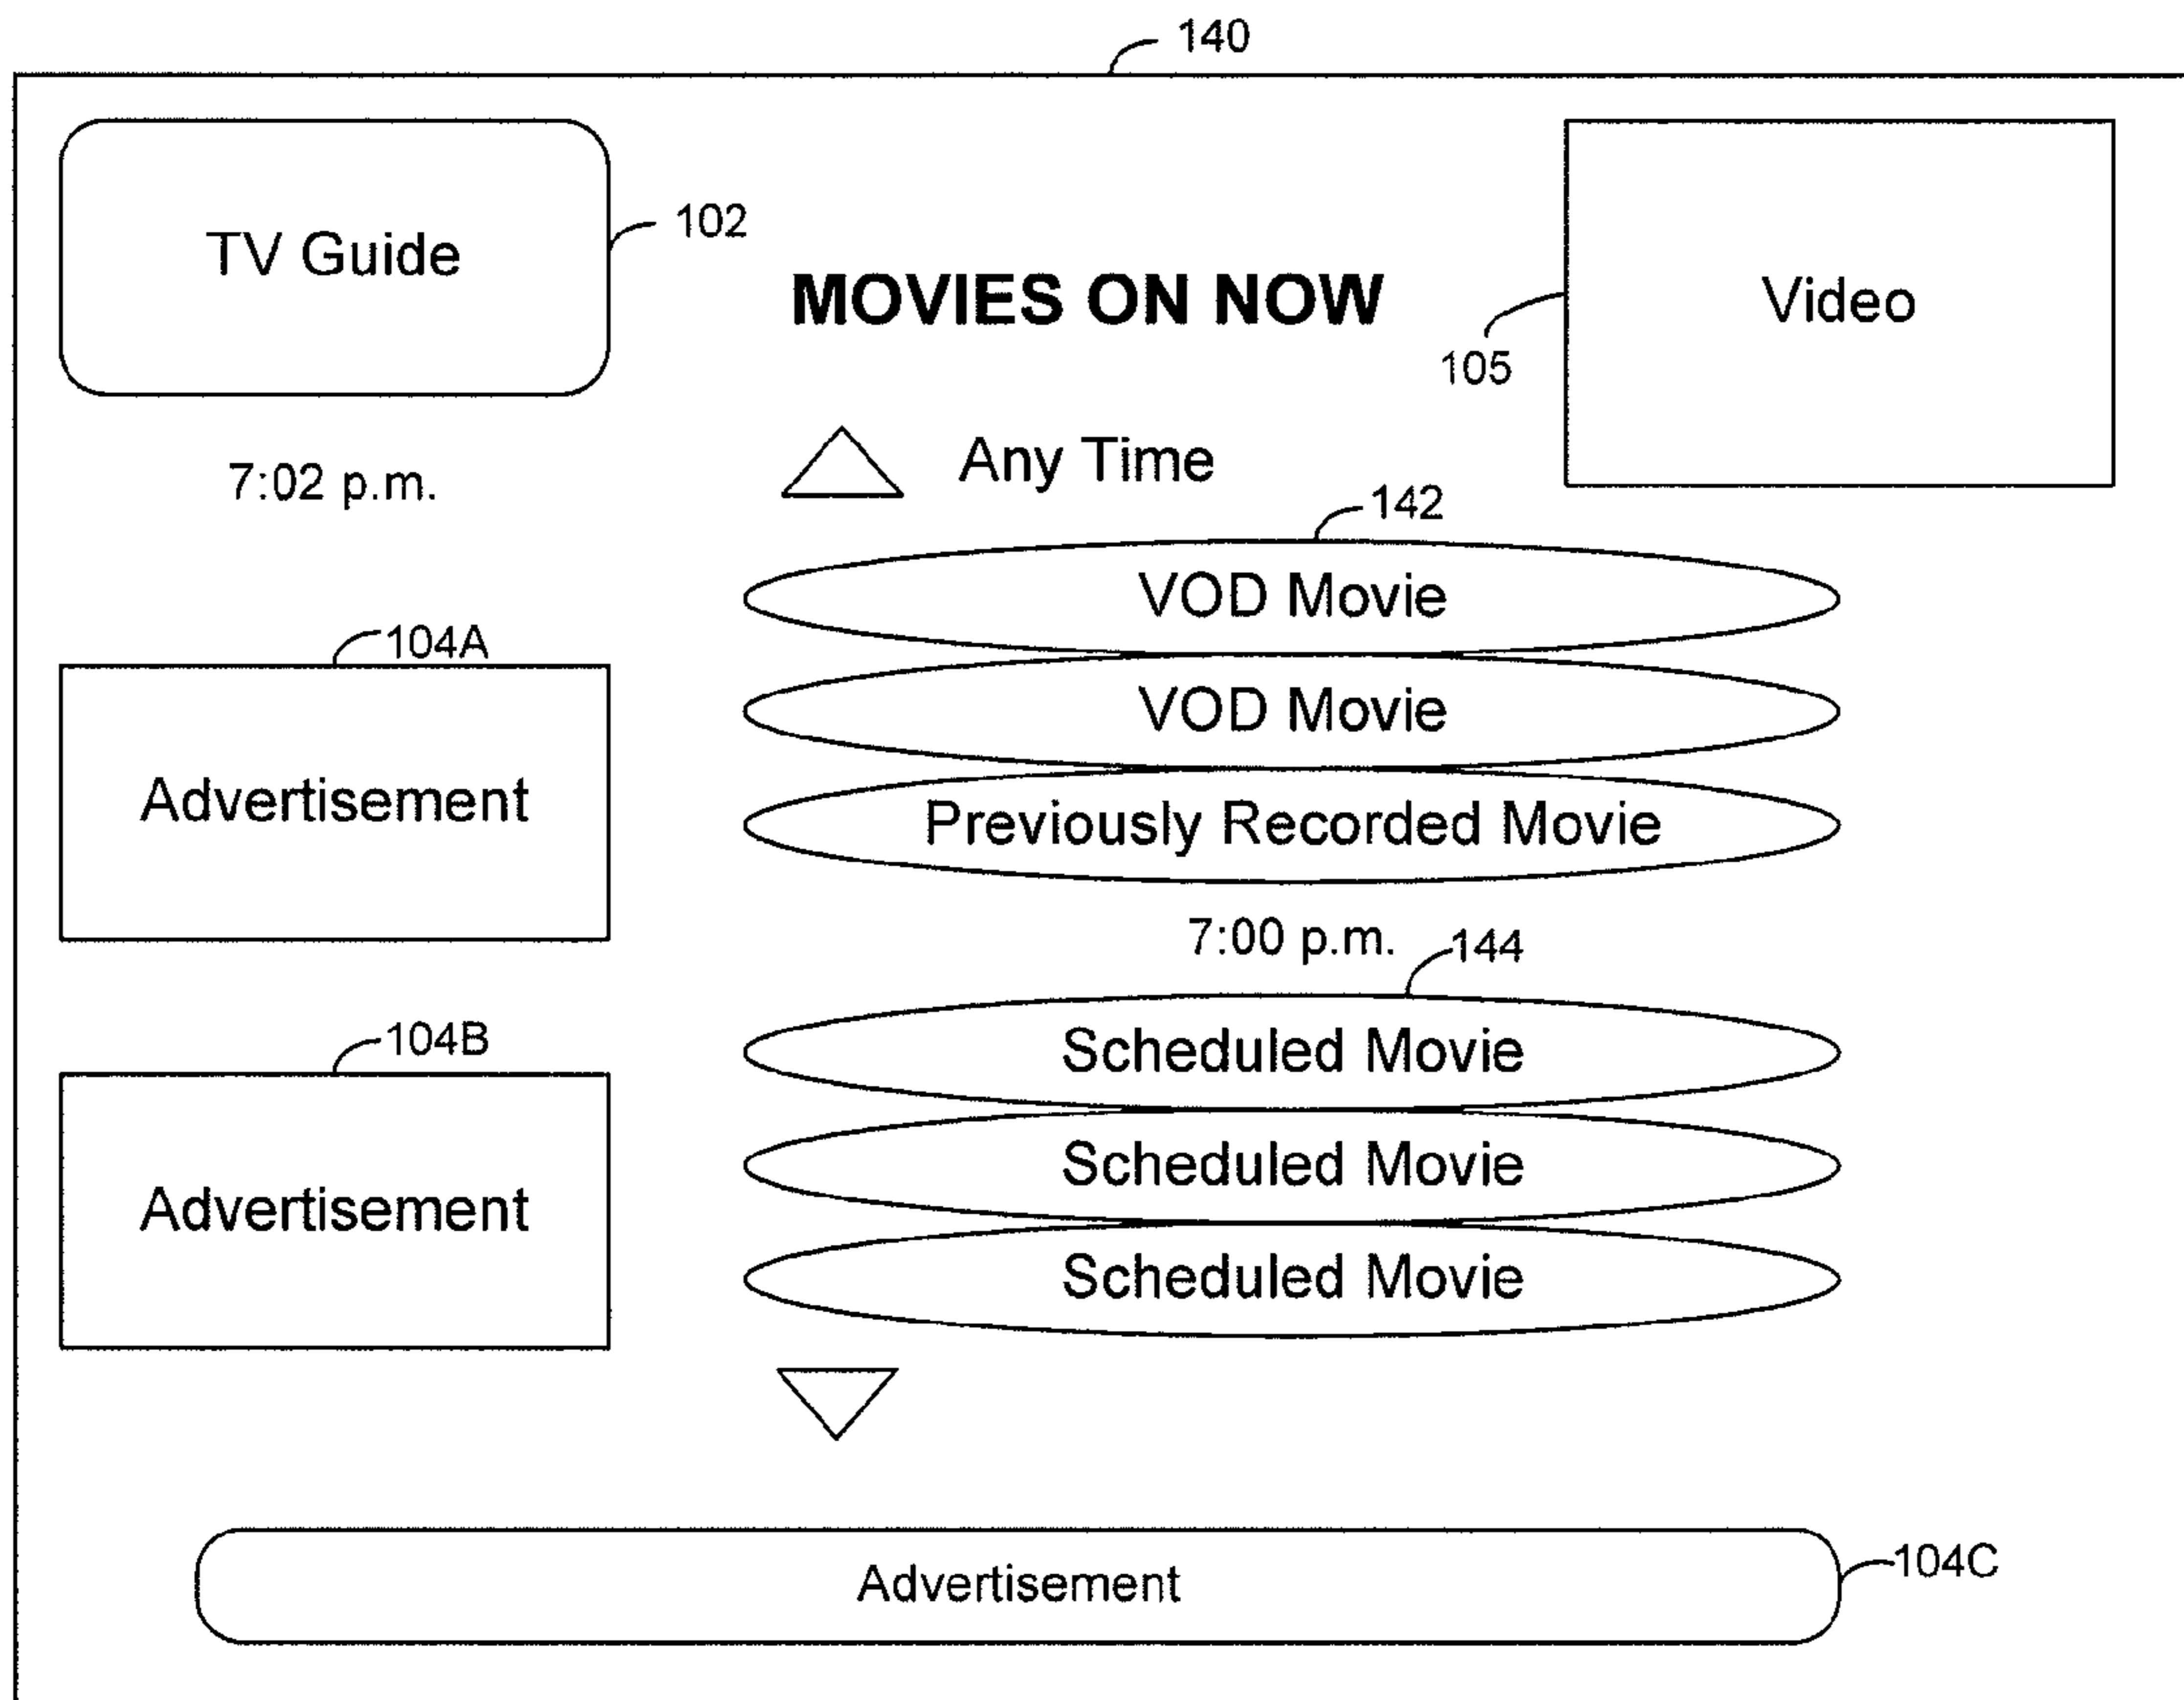 140
TV Guide
102
MOVIES ON NOW
Video
105
7:02 p.m.
Any Time
142
VOD Movie
104A
VOD Movie
Advertisement
Previously Recorded Movie
7:00 p.m.
144
104B
Scheduled Movie
Advertisement
Scheduled Movie
Scheduled Movie
Advertisement
104C